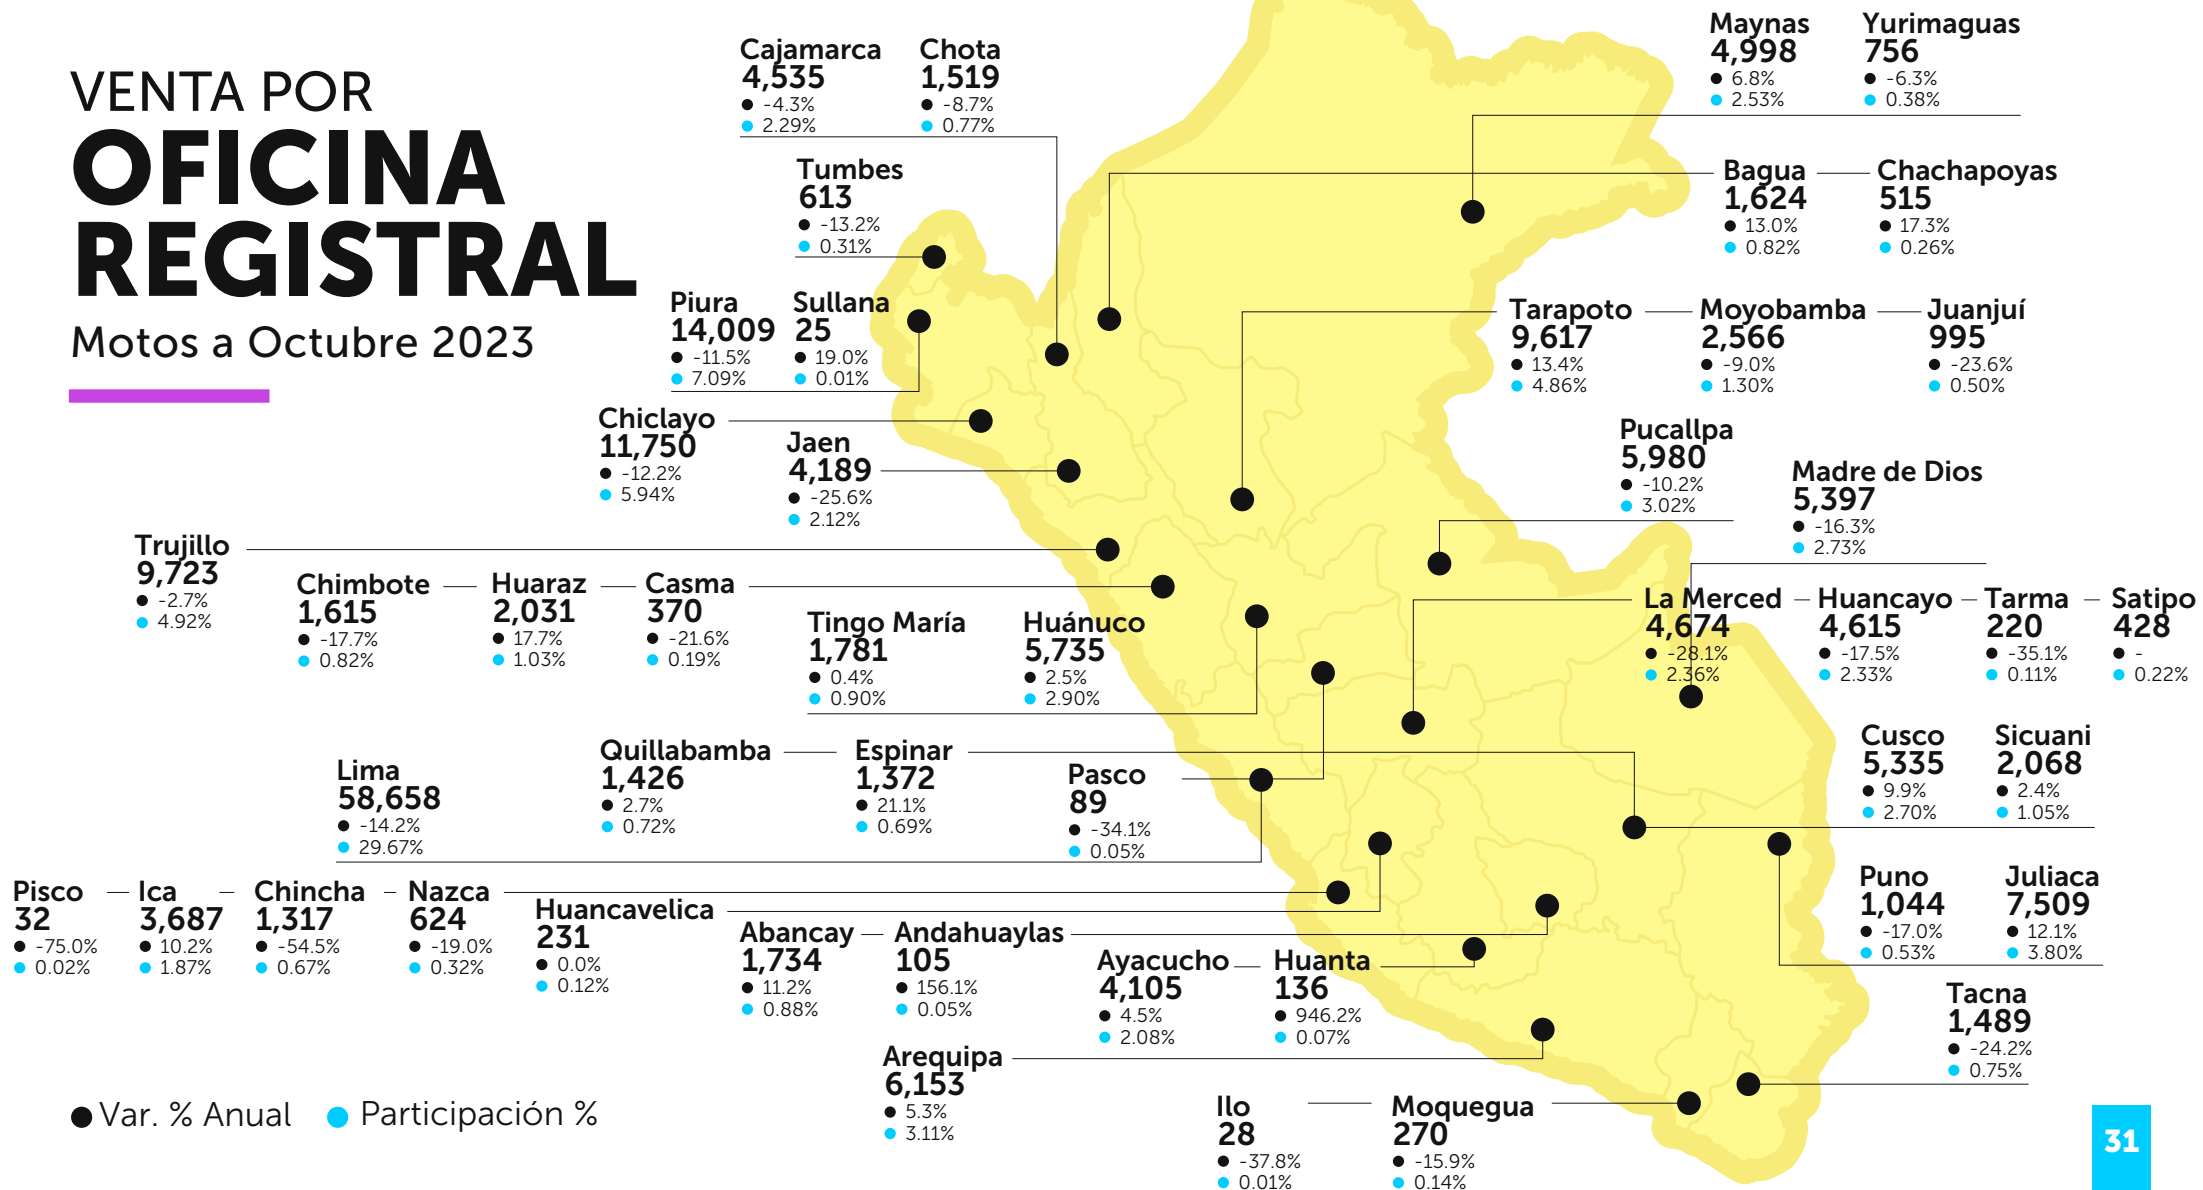 VENTA POR
OFICINA
REGISTRAL
Motos a Octubre 2023
Cajamarca
4,535
-4.3%
2.29%
Chota
1,519
-8.7%
0.77%
Maynas
4,998
6.8%
2.53%
Yurimaguas
756
-6.3%
0.38%
Tumbes
613
-13.2%
0.31%
Bagua
1,624
13.0%
0.82%
Chachapoyas
515
17.3%
0.26%
Piura
14,009
-11.5%
7.09%
Sullana
25
19.0%
0.01%
Tarapoto
9,617
13.4%
4.86%
Moyobamba
2,566
-9.0%
1.30%
Juanjuí
995
-23.6%
0.50%
Chiclayo
11,750
-12.2%
5.94%
Jaen
4,189
-25.6%
2.12%
Pucallpa
5,980
-10.2%
3.02%
Madre de Dios
5,397
-16.3%
2.73%
Trujillo
9,723
-2.7%
4.92%
Chimbote
1,615
-17.7%
0.82%
Huaraz
2,031
17.7%
1.03%
Casma
370
-21.6%
0.19%
Tingo María
1,781
0.4%
0.90%
Huánuco
5,735
2.5%
2.90%
La Merced
4,674
-28.1%
2.36%
Huancayo
4,615
-17.5%
2.33%
Tarma
220
-35.1%
0.11%
Satipo
428
-
0.22%
Lima
58,658
-14.2%
29.67%
Quillabamba
1,426
2.7%
0.72%
Espinar
1,372
21.1%
0.69%
Pasco
89
-34.1%
0.05%
Cusco
5,335
9.9%
2.70%
Sicuani
2,068
2.4%
1.05%
Pisco
32
-75.0%
0.02%
Ica
3,687
10.2%
1.87%
Chincha
1,317
-54.5%
0.67%
Nazca
624
-19.0%
0.32%
Huancavelica
231
0.0%
0.12%
Abancay
1,734
11.2%
0.88%
Andahuaylas
105
156.1%
0.05%
Ayacucho
4,105
4.5%
2.08%
Huanta
136
946.2%
0.07%
Puno
1,044
-17.0%
0.53%
Juliaca
7,509
12.1%
3.80%
Arequipa
6,153
5.3%
3.11%
Tacna
1,489
-24.2%
0.75%
Ilo
28
-37.8%
0.01%
Moquegua
270
-15.9%
0.14%
Var. % Anual
Participación %
31